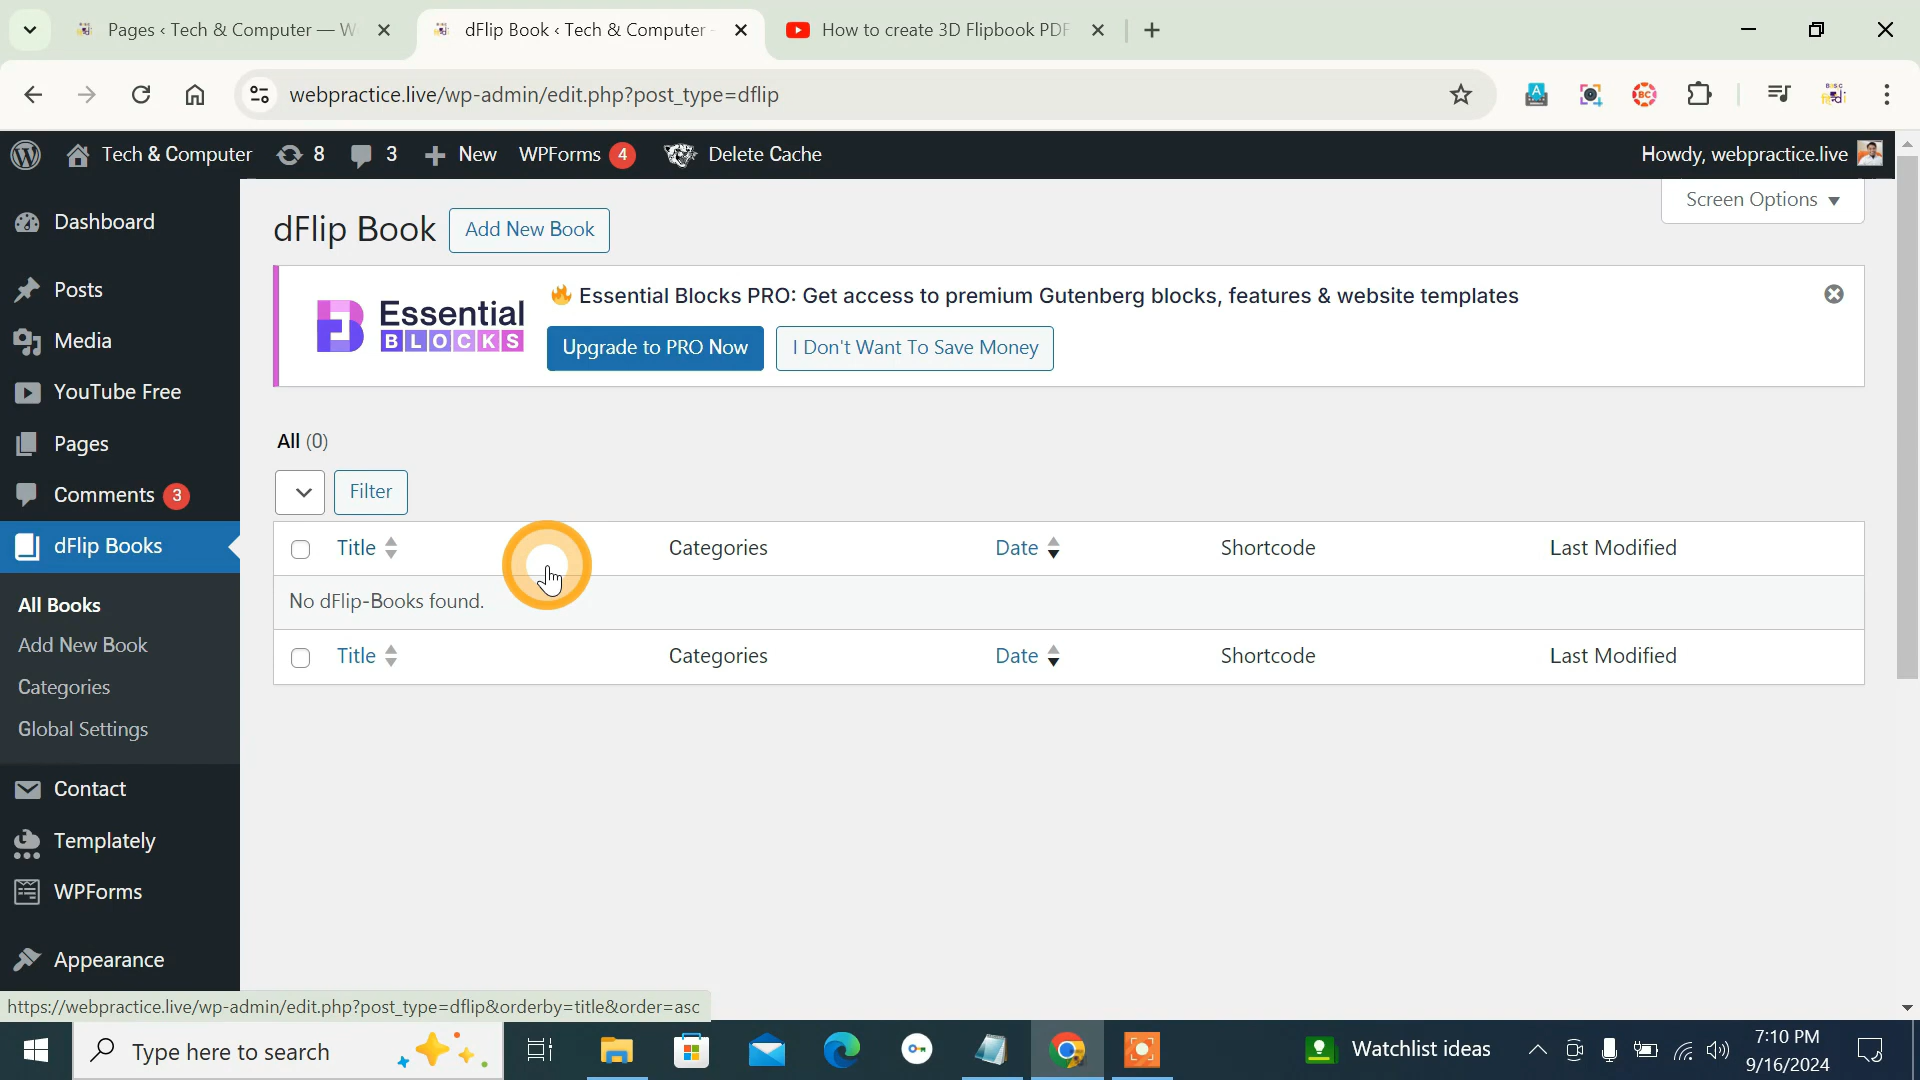 Pages ‹ Tech & Computer — W
dFlip Book ‹ Tech & Computer -
How to create 3D Flipbook PDF
webpractice.live/wp-admin/edit.php?post_type=dflip
Tech & Computer 8 3 New WPForms 4 Delete Cache Howdy, webpractice.live
Screen Options
Dashboard
Posts
Media
YouTube Free
Pages
Comments 3
dFlip Books
All Books
Add New Book
Categories
Global Settings
Contact
Templately
WPForms
Appearance
dFlip Book Add New Book
Essential
BLOCKS
Essential Blocks PRO: Get access to premium Gutenberg blocks, features & website templates
Upgrade to PRO Now I Don't Want To Save Money
All (0)
Filter
Title Categories Date Shortcode Last Modified
No dFlip-Books found.
Title Categories Date Shortcode Last Modified
https://webpractice.live/wp-admin/edit.php?post_type=dflip&orderby=title&order=asc
Type here to search
Watchlist ideas
7:10 PM
9/16/2024